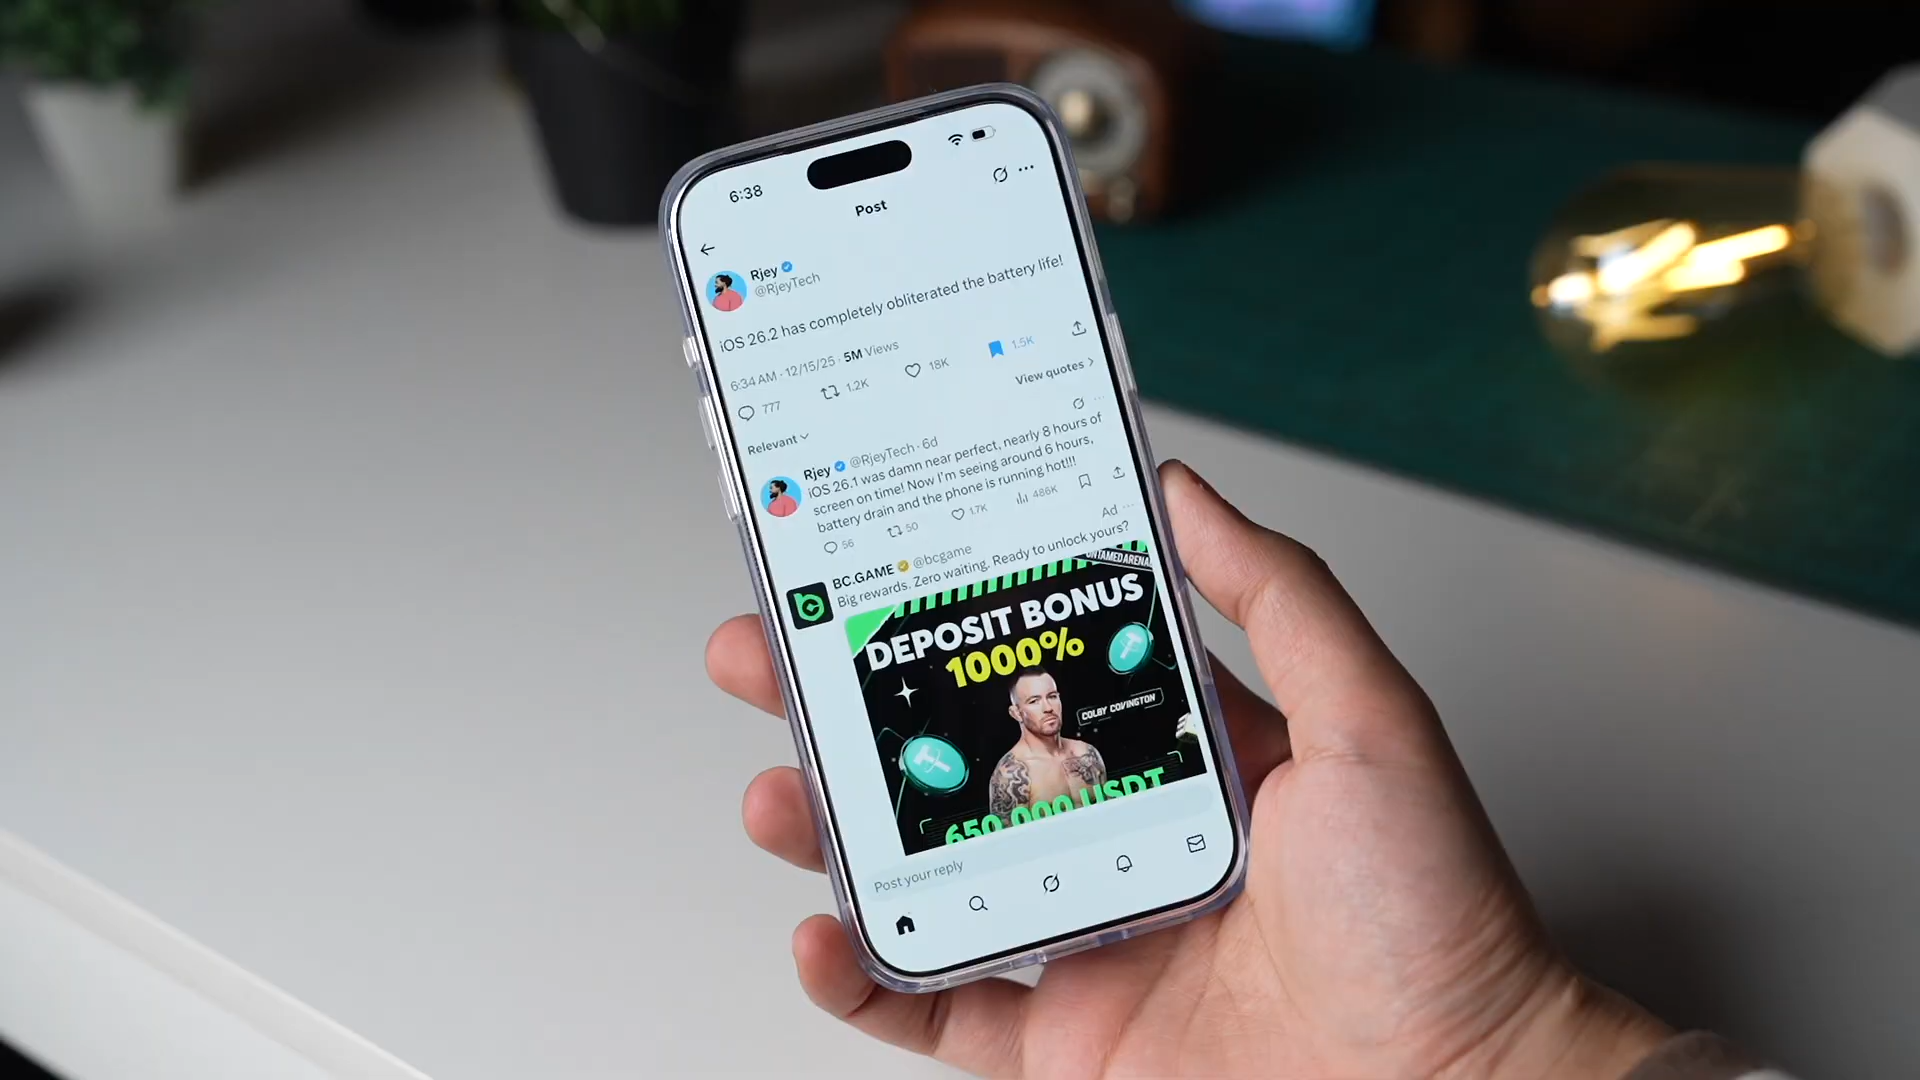 6:38
Post
Rjey
@RjeyTech
iOS 26.2 has completely obliterated the battery life!
6:34 AM · 12/15/25 · 5M Views
777 1.2K 18K 1.5K
View quotes
Relevant
Rjey @RjeyTech · 6d
iOS 26.1 was damn near perfect, nearly 8 hours of
screen on time! Now I'm seeing around 6 hours,
battery drain and the phone is running hot!!!
56 50 1.7K 486K
BC.GAME @bcgame Ad
Big rewards. Zero waiting. Ready to unlock yours?
UNTAMED ARENA
DEPOSIT BONUS
1000%
COLBY COVINGTON
650,000 USDT
Post your reply